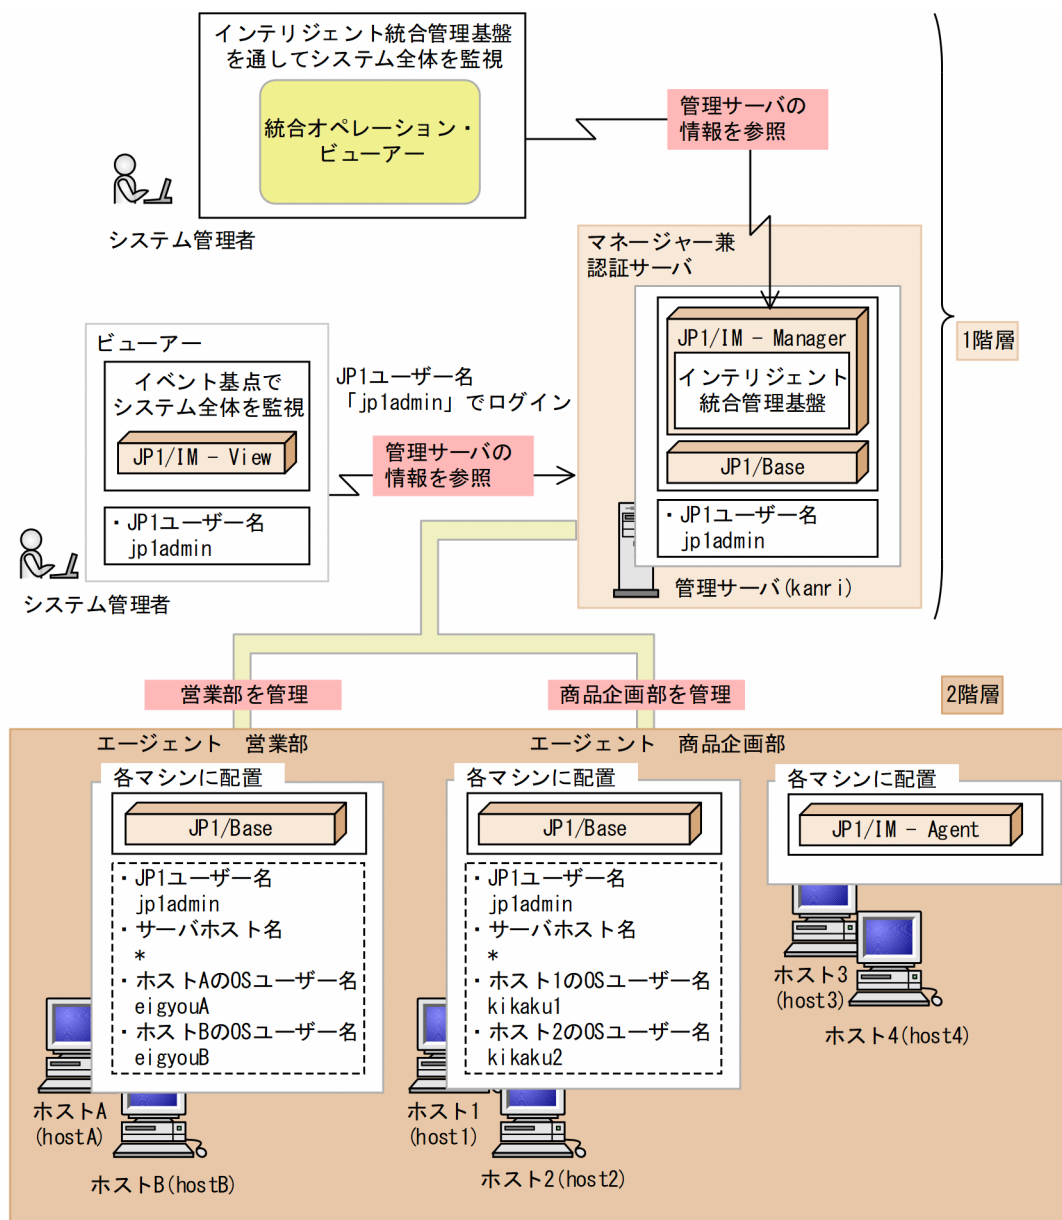 インテリジェント統合管理基盤
を通してシステム全体を監視
統合オペレーション・
ビューアー
管理サーバの
情報を参照
システム管理者
マネージャー兼
認証サーバ
JP1/IM - Manager
インテリジェント
統合管理基盤
JP1/Base
・JP1ユーザー名
jp1admin
管理サーバ(kanri)
1階層
ビューアー
イベント基点で
システム全体を監視
JP1/IM - View
・JP1ユーザー名
jp1admin
システム管理者
JP1ユーザー名
「jp1admin」でログイン
管理サーバの
情報を参照
営業部を管理
商品企画部を管理
2階層
エージェント 営業部
各マシンに配置
JP1/Base
・JP1ユーザー名
jp1admin
・サーバホスト名
*
・ホストAのOSユーザー名
eigyouA
・ホストBのOSユーザー名
eigyouB
ホストA
(hostA)
ホストB(hostB)
エージェント 商品企画部
各マシンに配置
JP1/Base
・JP1ユーザー名
jp1admin
・サーバホスト名
*
・ホスト1のOSユーザー名
kikaku1
・ホスト2のOSユーザー名
kikaku2
ホスト1
(host1)
ホスト2(host2)
各マシンに配置
JP1/IM - Agent
ホスト3
(host3)
ホスト4(host4)